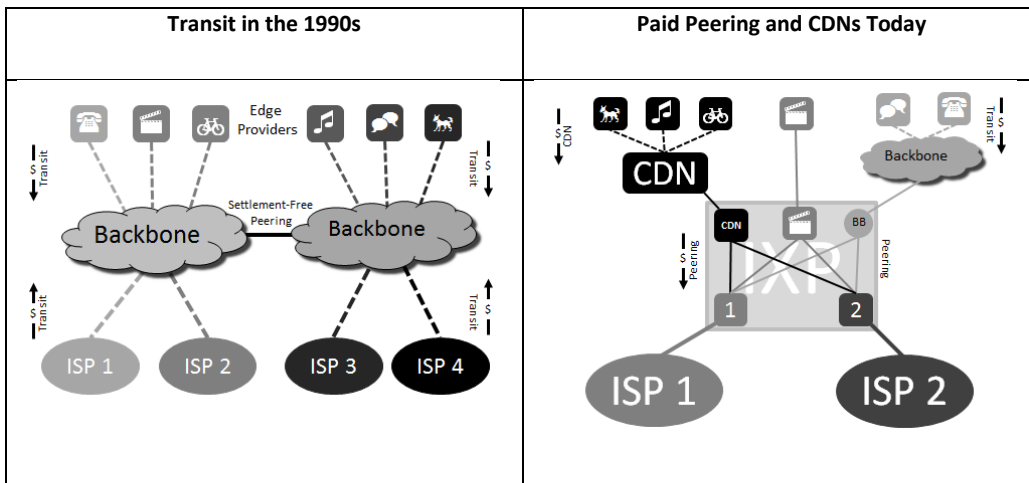 Transit in the 1990s
Paid Peering and CDNs Today
Edge
Providers
$
Transit
$
Transit
Settlement-Free
Peering
Backbone
Backbone
$
Transit
$
Transit
ISP 1
ISP 2
ISP 3
ISP 4
$
CDN
$
Transit
CDN
Backbone
CDN
BB
$
Peering
Peering
IXP
1
2
ISP 1
ISP 2